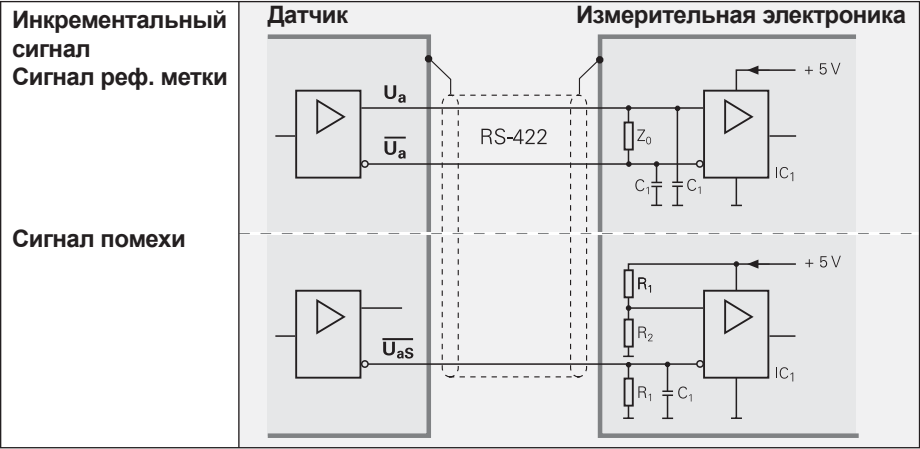 Инкрементальный
сигнал
Сигнал реф. метки
Датчик
Измерительная электроника
+ 5 V
Ua
Ua
RS-422
Z0
C1
C1
IC1
Сигнал помехи
+ 5 V
R1
R2
UaS
R1
C1
IC1